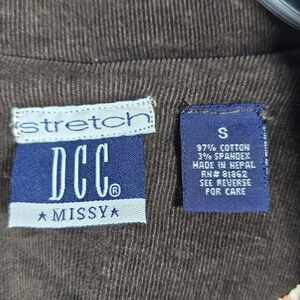 stretch
DCC®
★MISSY★
S
97% COTTON
3% SPANDEX
MADE IN NEPAL
RN# 81862
SEE REVERSE
FOR CARE